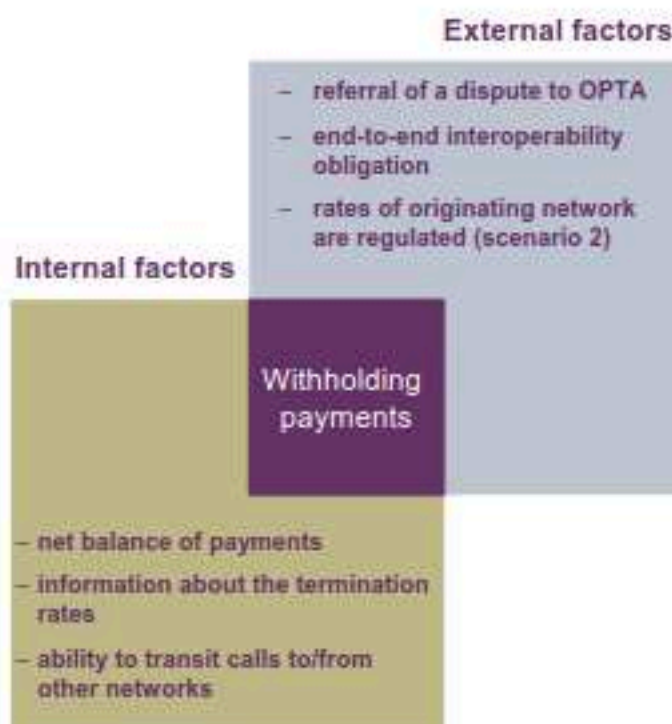 External factors
– referral of a dispute to OPTA
– end-to-end interoperability
obligation
– rates of originating network
are regulated (scenario 2)
Internal factors
Withholding
payments
– net balance of payments
– information about the termination
rates
– ability to transit calls to/from
other networks